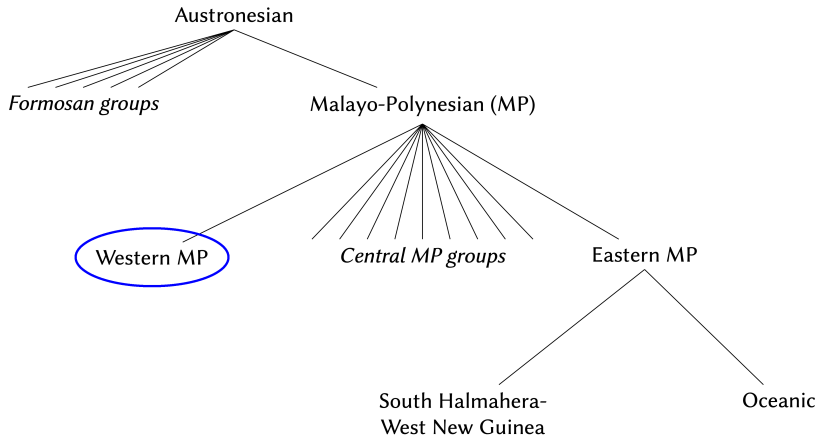 Austronesian
Formosan groups
Malayo-Polynesian (MP)
Western MP
Central MP groups
Eastern MP
South Halmahera-
West New Guinea
Oceanic